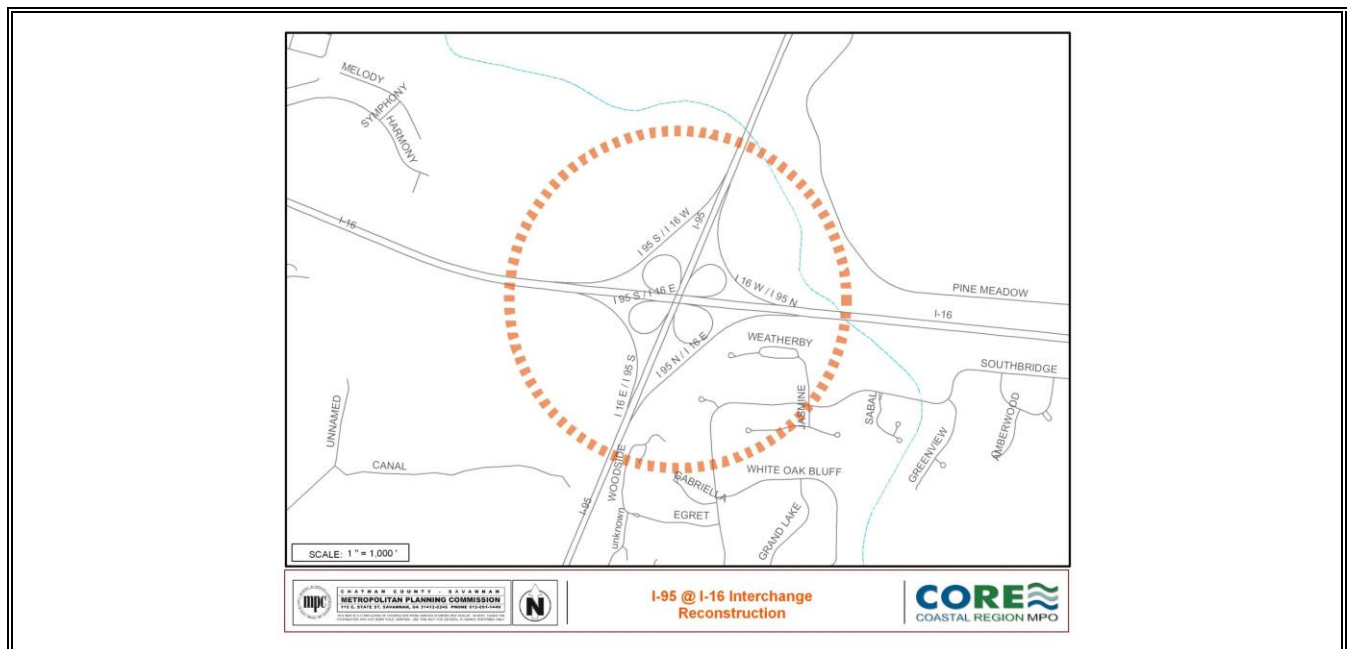 MELODY
SYMPHONY
HARMONY
I-16
I 95 S / I 16 W
I-95
I 95 S / I 16 E
I 16 W / I 95 N
PINE MEADOW
I-16
WEATHERBY
I 95 N / I 16 E
I 16 E / I 95 S
SOUTHBRIDGE
JASMINE
SABAL
AMBERWOOD
GREENVIEW
UNNAMED
CANAL
WOODSIDE
WHITE OAK BLUFF
GABRIELLA
I-95
unknown
EGRET
GRAND LAKE
SCALE: 1 " = 1,000 '
mpc
CHATHAM COUNTY - SAVANNAH
METROPOLITAN PLANNING COMMISSION
N
I-95 @ I-16 Interchange
Reconstruction
CORE
COASTAL REGION MPO